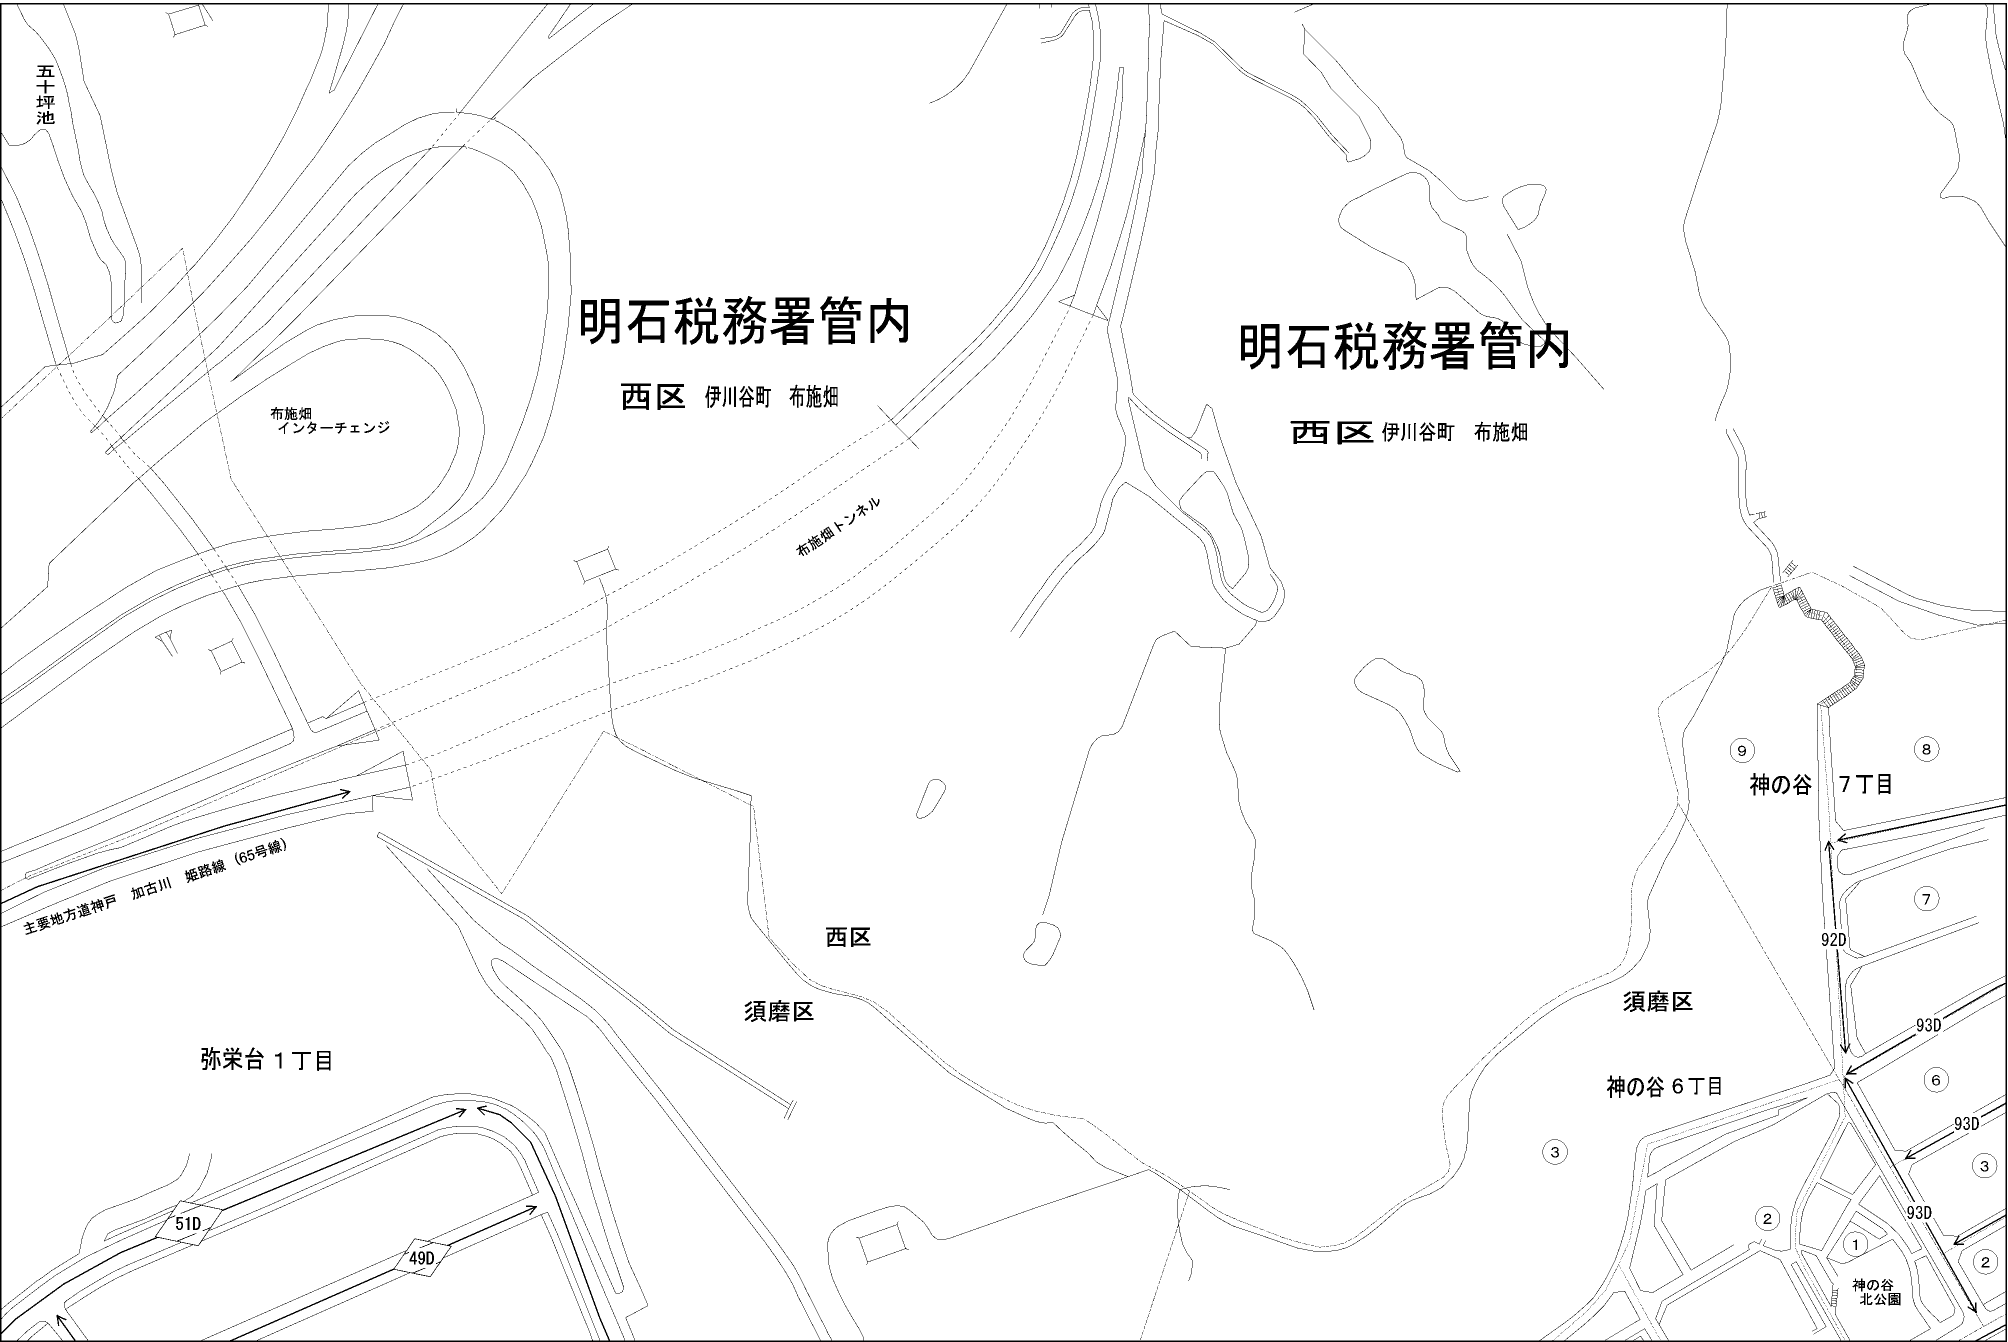 五十坪池
明石税務署管内
西区 伊川谷町 布施畑
明石税務署管内
西区 伊川谷町 布施畑
布施畑
インターチェンジ
布施畑トンネル
主要地方道神戸 加古川 姫路線 (65号線)
西区
須磨区
須磨区
弥栄台 1丁目
神の谷 7丁目
9
8
7
92D
93D
神の谷 6丁目
6
93D
3
3
93D
2
1
2
神の谷
北公園
51D
49D